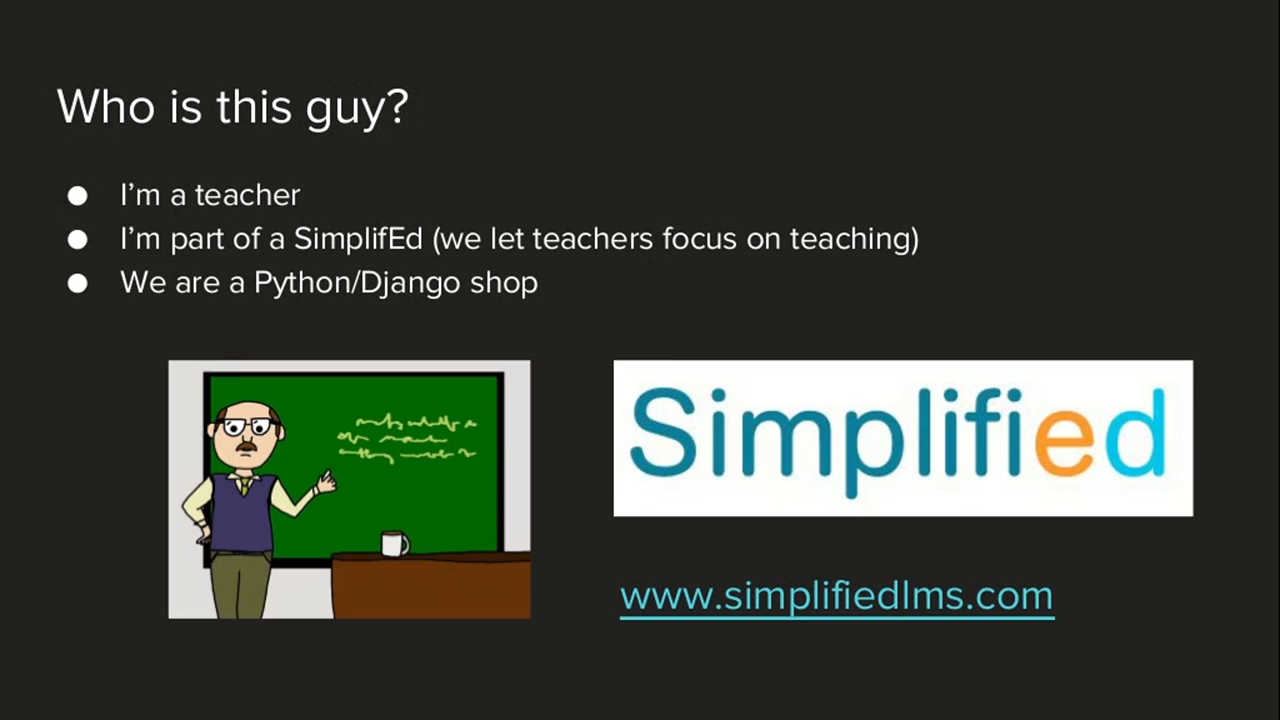 Who is this guy?
● I'm a teacher
● I'm part of a SimplifEd (we let teachers focus on teaching)
● We are a Python/Django shop
Simplified
www.simplifiedlms.com